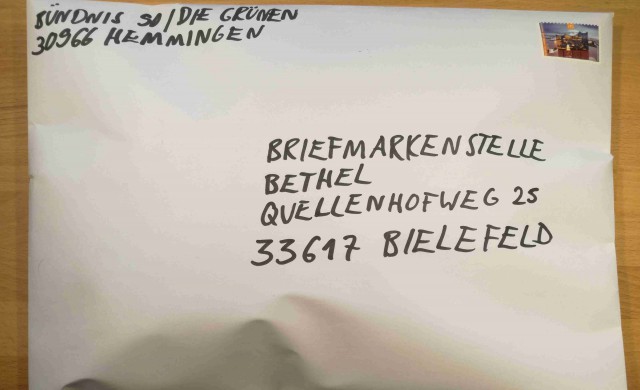 BÜNDNIS 90/DIE GRÜNEN
30966 HEMMINGEN
BRIEFMARKENSTELLE
BETHEL
QUELLENHOFWEG 25
33617 BIELEFELD